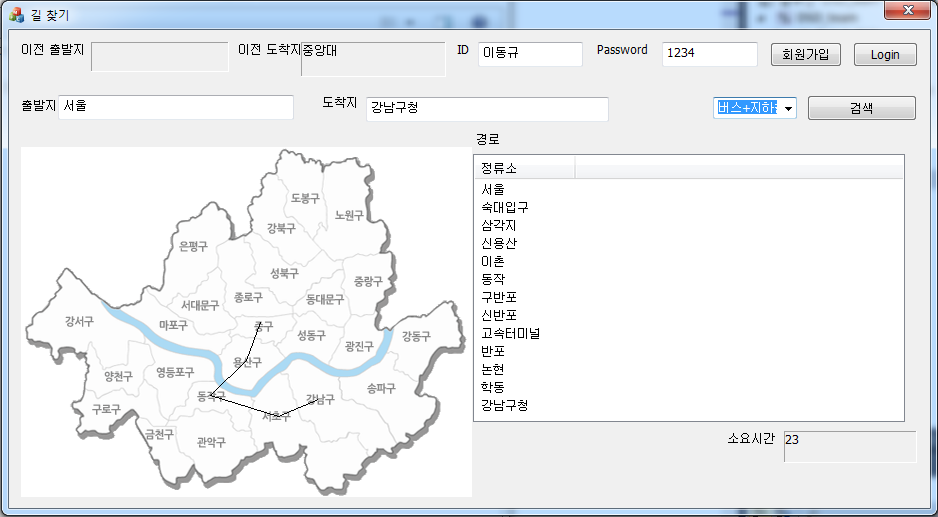 길 찾기
이전 출발지
이전 도착지 중앙대
ID 이동규
Password 1234
회원가입
Login
출발지 서울
도착지 강남구청
버스+지하
검색
경로
정류소
서울
숙대입구
삼각지
신용산
이촌
동작
구반포
신반포
고속터미널
반포
논현
학동
강남구청
도봉구
노원구
강북구
은평구
성북구
중랑구
서대문구
종로구
동대문구
강서구
마포구
중구
성동구
광진구
강동구
양천구
영등포구
용산구
송파구
구로구
동작구
서초구
강남구
금천구
관악구
소요시간 23